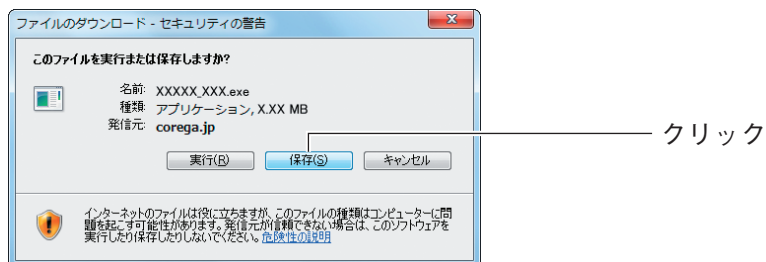 ファイルのダウンロード - セキュリティの警告
このファイルを実行または保存しますか?
名前: XXXXX_XXX.exe
種類: アプリケーション, X.XX MB
発信元: corega.jp
実行(R) 保存(S) キャンセル
クリック
インターネットのファイルは役に立ちますが、このファイルの種類はコンピューターに問
題を起こす可能性があります。発信元が信頼できない場合は、このソフトウェアを
実行したり保存したりしないでください。危険性の説明